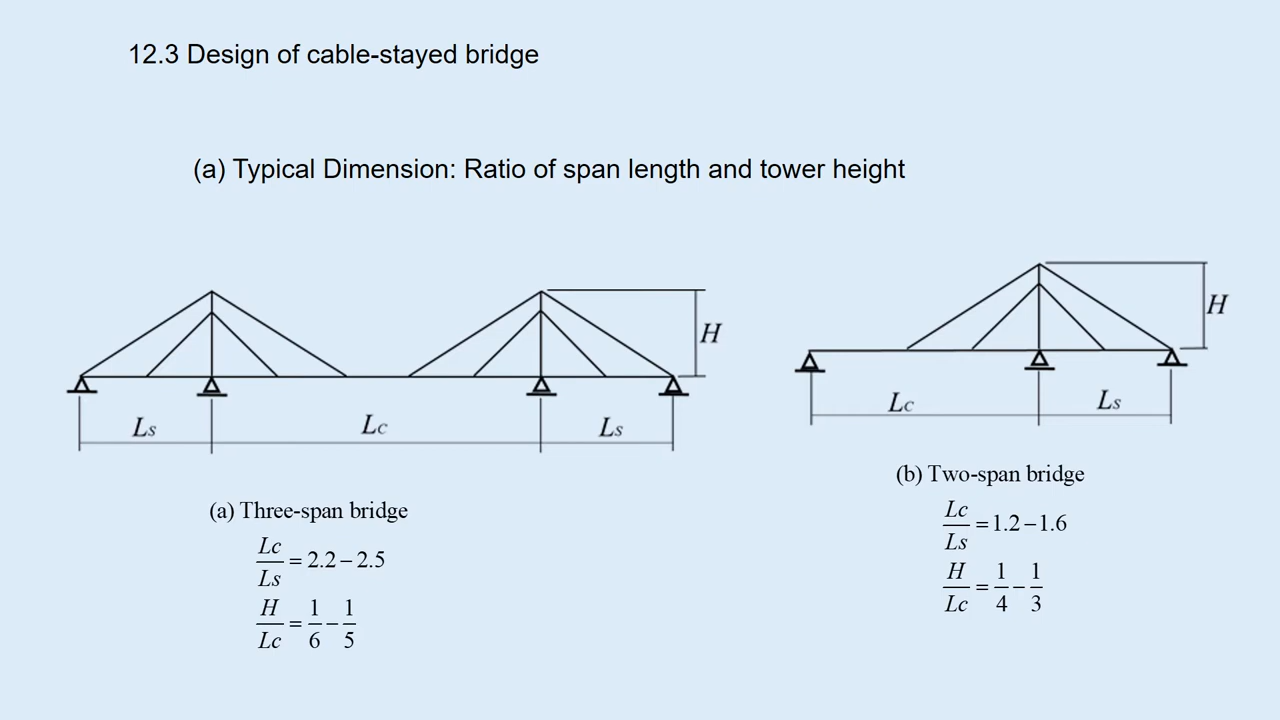 12.3 Design of cable-stayed bridge
(a) Typical Dimension: Ratio of span length and tower height
H
Ls
Lc
Ls
(a) Three-span bridge
Lc/Ls = 2.2 – 2.5
H/Lc = 1/6 – 1/5
H
Lc
Ls
(b) Two-span bridge
Lc/Ls = 1.2 – 1.6
H/Lc = 1/4 – 1/3